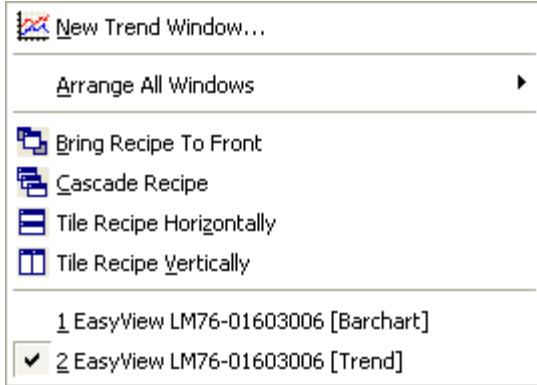 New Trend Window...
Arrange All Windows
Bring Recipe To Front
Cascade Recipe
Tile Recipe Horizontally
Tile Recipe Vertically
1 EasyView LM76-01603006 [Barchart]
2 EasyView LM76-01603006 [Trend]